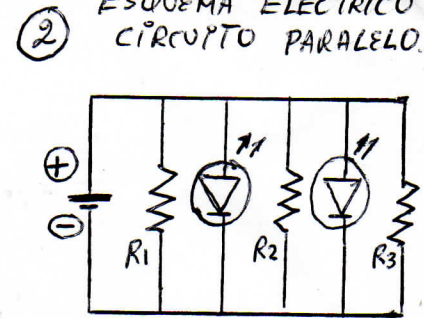 ESQUEMA ELECTRICO
2 CIRCUITO PARALELO.
+
-
R1 R2 R3